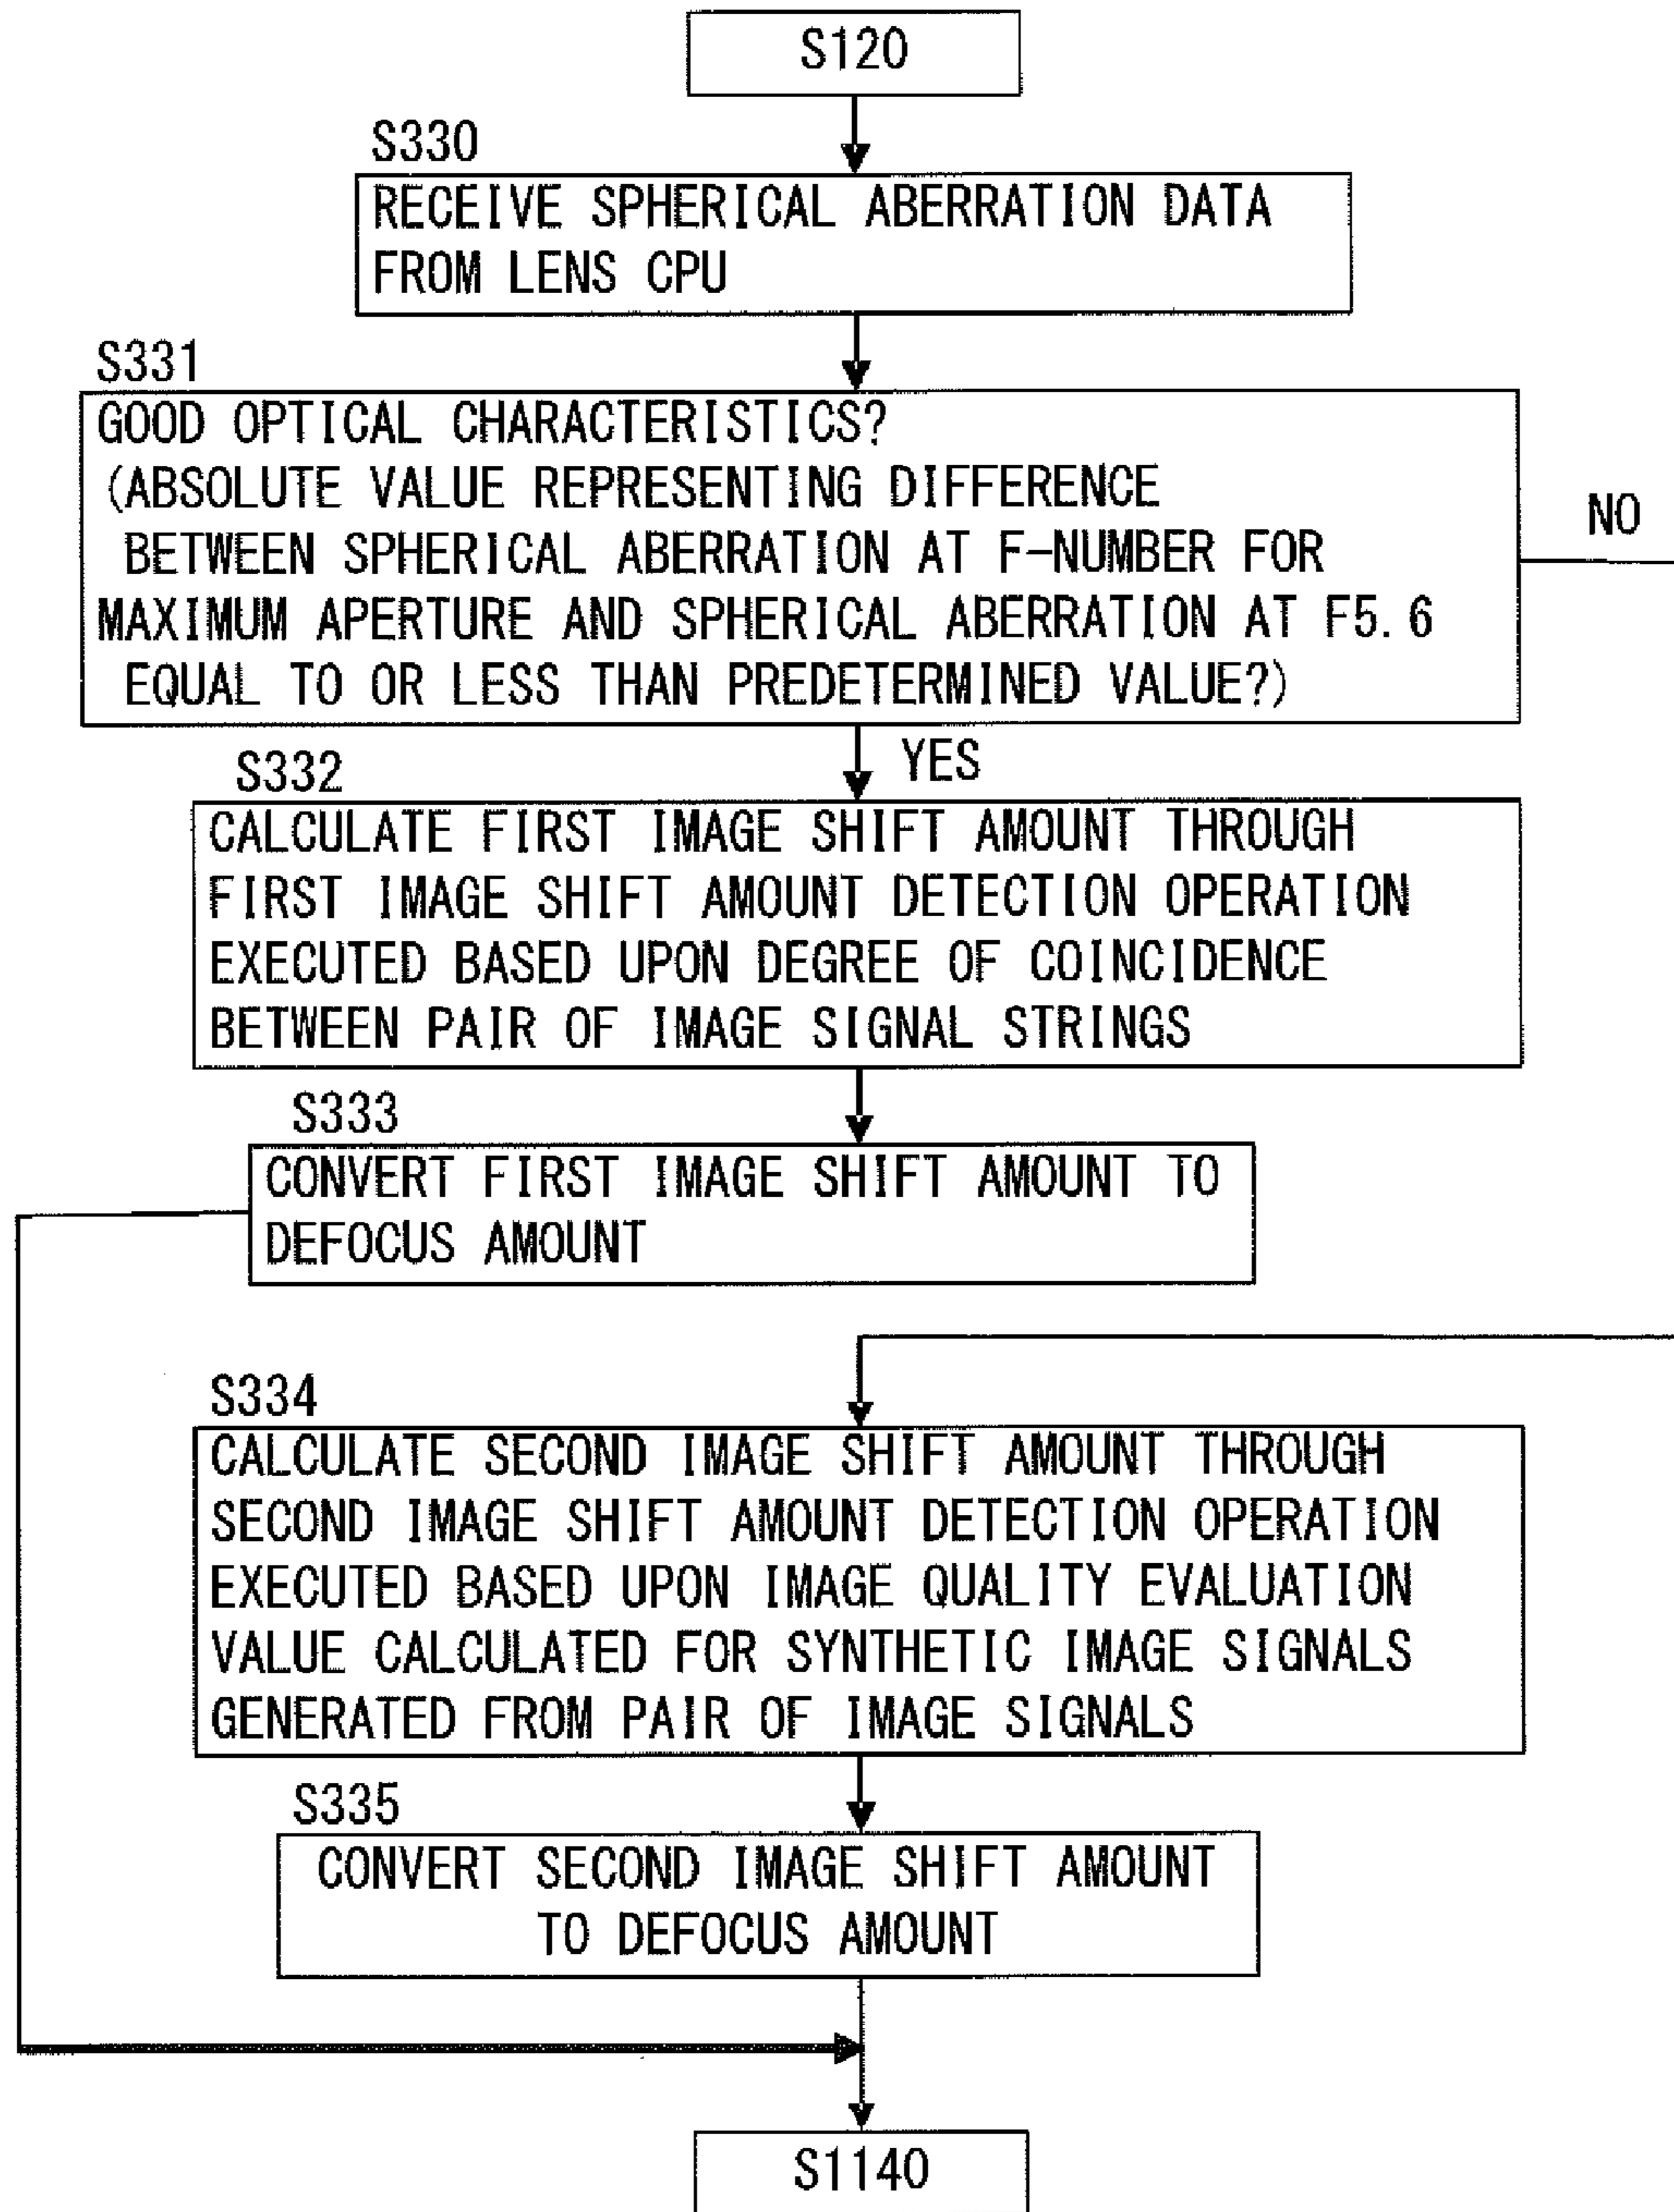 S120
S330
RECEIVE SPHERICAL ABERRATION DATA
FROM LENS CPU
S331
GOOD OPTICAL CHARACTERISTICS?
(ABSOLUTE VALUE REPRESENTING DIFFERENCE
BETWEEN SPHERICAL ABERRATION AT F-NUMBER FOR
MAXIMUM APERTURE AND SPHERICAL ABERRATION AT F5.6
EQUAL TO OR LESS THAN PREDETERMINED VALUE?)
NO
YES
S332
CALCULATE FIRST IMAGE SHIFT AMOUNT THROUGH
FIRST IMAGE SHIFT AMOUNT DETECTION OPERATION
EXECUTED BASED UPON DEGREE OF COINCIDENCE
BETWEEN PAIR OF IMAGE SIGNAL STRINGS
S333
CONVERT FIRST IMAGE SHIFT AMOUNT TO
DEFOCUS AMOUNT
S334
CALCULATE SECOND IMAGE SHIFT AMOUNT THROUGH
SECOND IMAGE SHIFT AMOUNT DETECTION OPERATION
EXECUTED BASED UPON IMAGE QUALITY EVALUATION
VALUE CALCULATED FOR SYNTHETIC IMAGE SIGNALS
GENERATED FROM PAIR OF IMAGE SIGNALS
S335
CONVERT SECOND IMAGE SHIFT AMOUNT
TO DEFOCUS AMOUNT
S1140